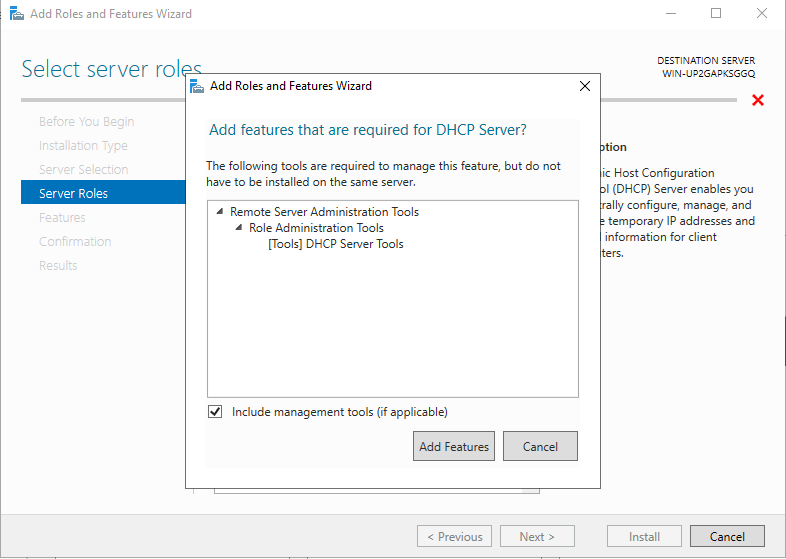 Add Roles and Features Wizard
Select server roles
DESTINATION SERVER
WIN-UP2GAPKSGGQ
Before You Begin
Installation Type
Server Selection
Server Roles
Features
Confirmation
Results
Add Roles and Features Wizard
Add features that are required for DHCP Server?
The following tools are required to manage this feature, but do not
have to be installed on the same server.
Remote Server Administration Tools
Role Administration Tools
[Tools] DHCP Server Tools
Include management tools (if applicable)
Add Features
Cancel
Host Configuration
(DHCP) Server enables you
configure, manage, and
temporary IP addresses and
information for client
< Previous
Next >
Install
Cancel